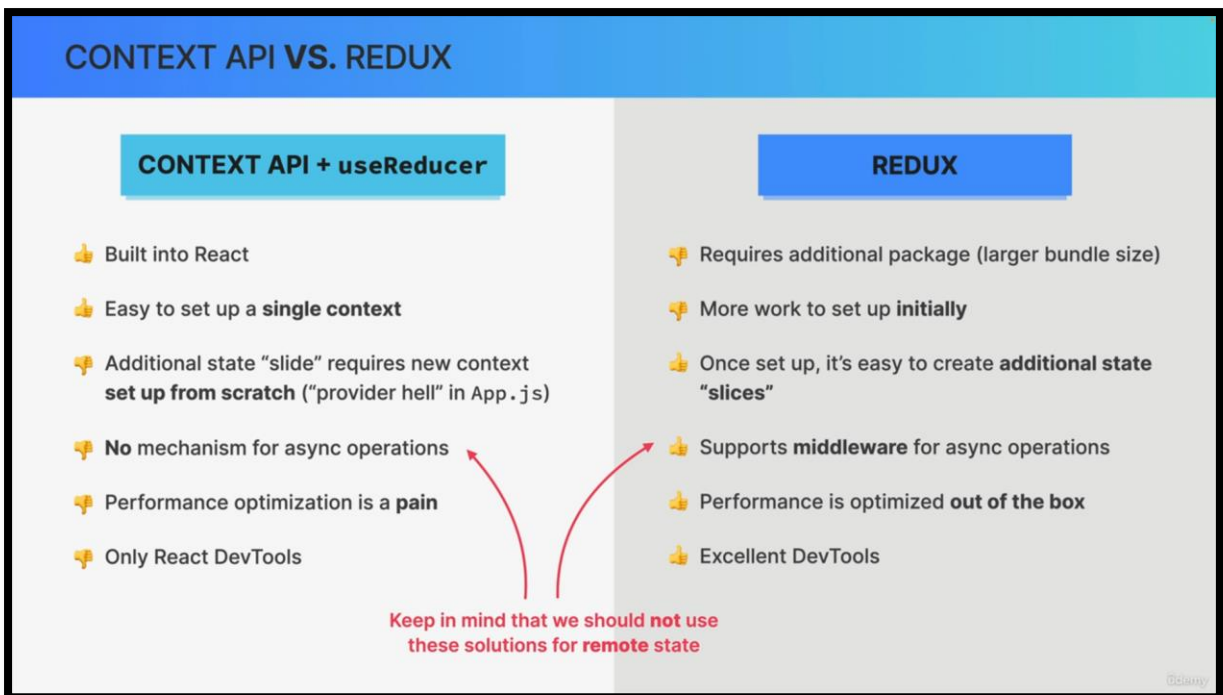 CONTEXT API VS. REDUX
CONTEXT API + useReducer
Built into React
Easy to set up a single context
Additional state “slide” requires new context
set up from scratch (“provider hell” in App.js)
No mechanism for async operations
Performance optimization is a pain
Only React DevTools
REDUX
Requires additional package (larger bundle size)
More work to set up initially
Once set up, it’s easy to create additional state
“slices”
Supports middleware for async operations
Performance is optimized out of the box
Excellent DevTools
Keep in mind that we should not use
these solutions for remote state
Udemy